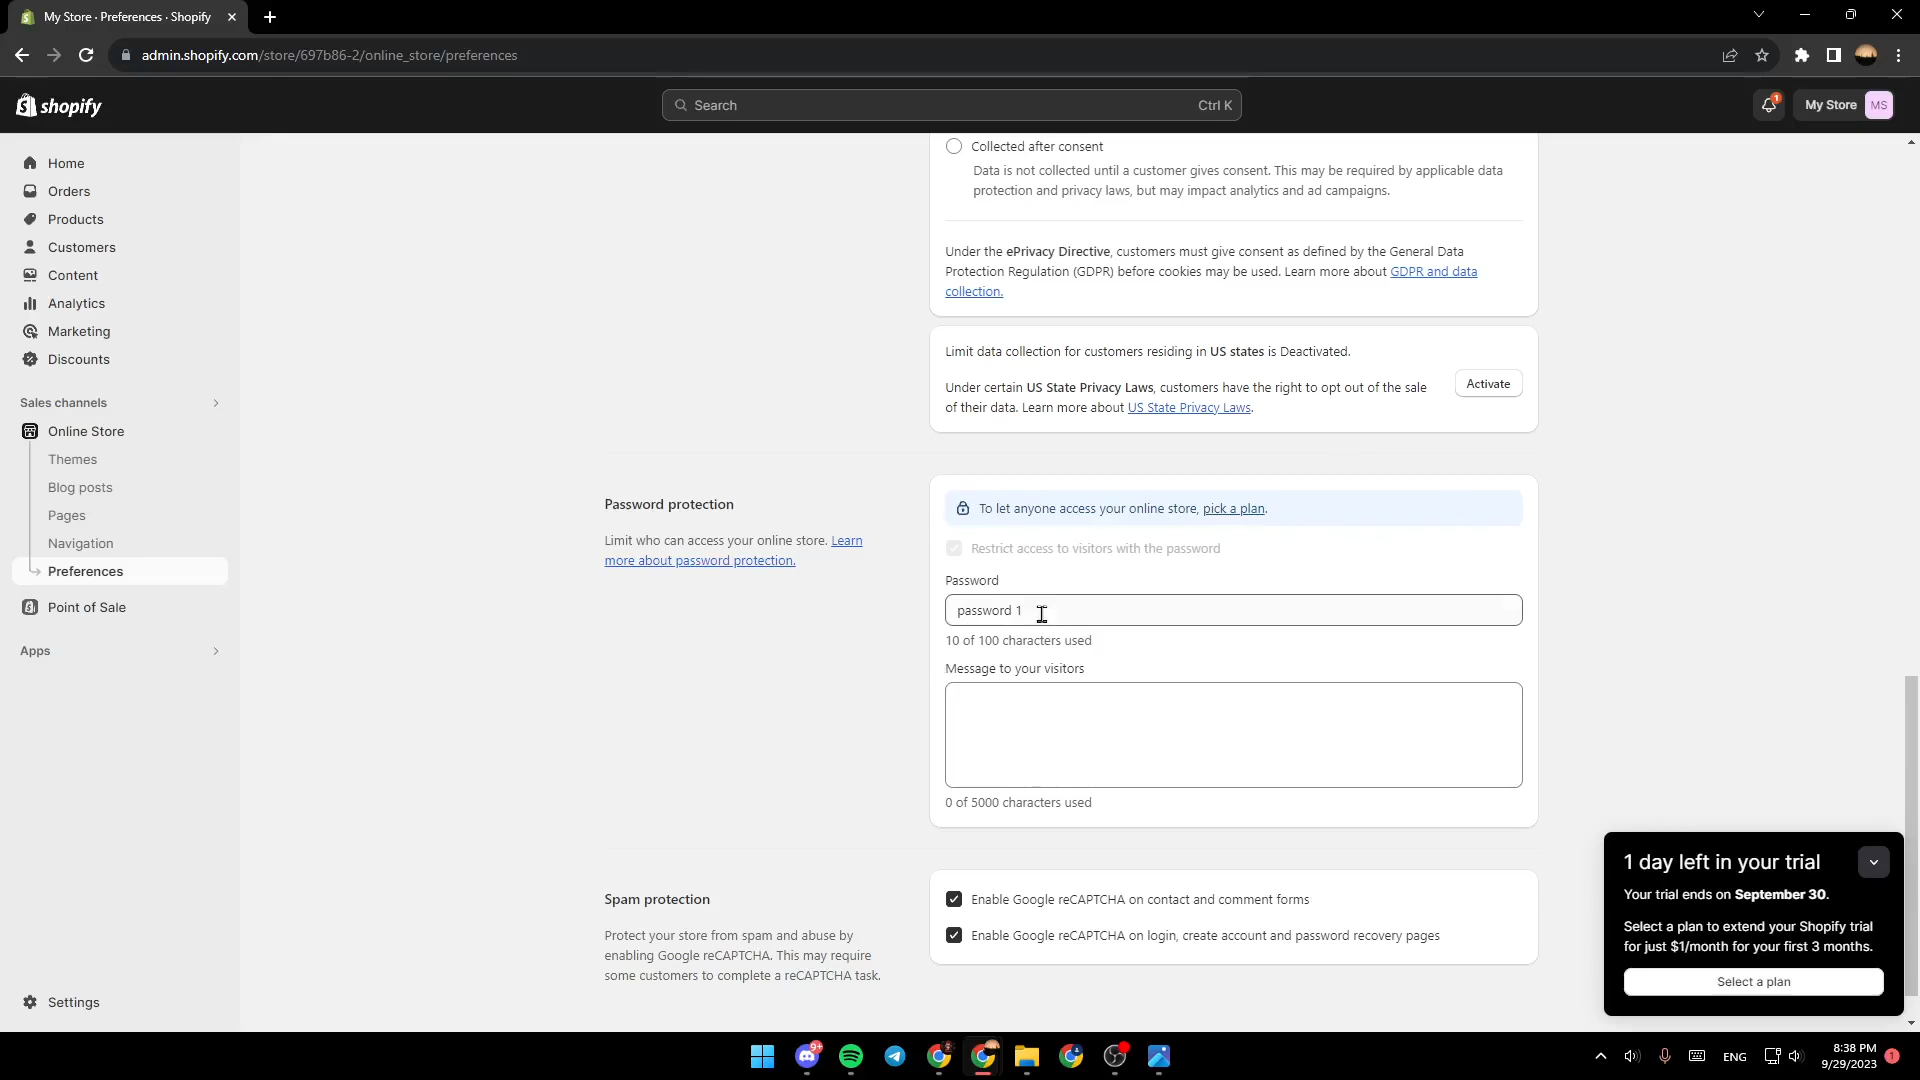 My Store · Preferences · Shopify
admin.shopify.com/store/697b86-2/online_store/preferences
shopify
Search
Ctrl K
1
My Store
MS
Home
Orders
Products
Customers
Content
Analytics
Marketing
Discounts
Sales channels
Online Store
Themes
Blog posts
Pages
Navigation
Preferences
Point of Sale
Apps
Settings
Collected after consent
Data is not collected until a customer gives consent. This may be required by applicable data
protection and privacy laws, but may impact analytics and ad campaigns.
Under the ePrivacy Directive, customers must give consent as defined by the General Data
Protection Regulation (GDPR) before cookies may be used. Learn more about GDPR and data
collection.
Limit data collection for customers residing in US states is Deactivated.
Under certain US State Privacy Laws, customers have the right to opt out of the sale
of their data. Learn more about US State Privacy Laws.
Activate
Password protection
Limit who can access your online store. Learn
more about password protection.
To let anyone access your online store, pick a plan.
Restrict access to visitors with the password
Password
password 1
10 of 100 characters used
Message to your visitors
0 of 5000 characters used
Spam protection
Protect your store from spam and abuse by
enabling Google reCAPTCHA. This may require
some customers to complete a reCAPTCHA task.
Enable Google reCAPTCHA on contact and comment forms
Enable Google reCAPTCHA on login, create account and password recovery pages
1 day left in your trial
Your trial ends on September 30.
Select a plan to extend your Shopify trial
for just $1/month for your first 3 months.
Select a plan
9+
ENG
8:38 PM
9/29/2023
1